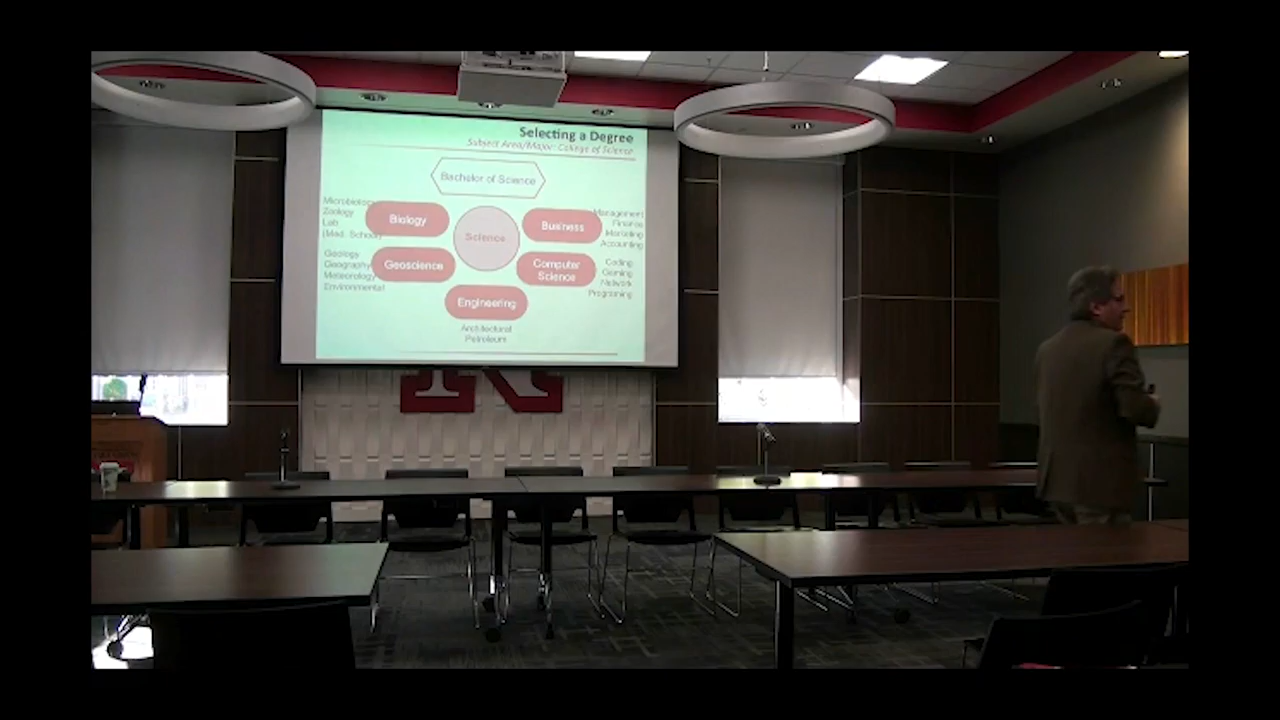 Selecting a Degree
Subject Area/Major: College of Science
Bachelor of Science
Microbiology
Zoology
Lab
(Med. School)
Biology
Science
Business
Management
Finance
Marketing
Accounting
Geology
Geography
Meteorology
Environmental
Geoscience
Computer
Science
Coding
Gaming
Network
Programing
Engineering
Architectural
Petroleum